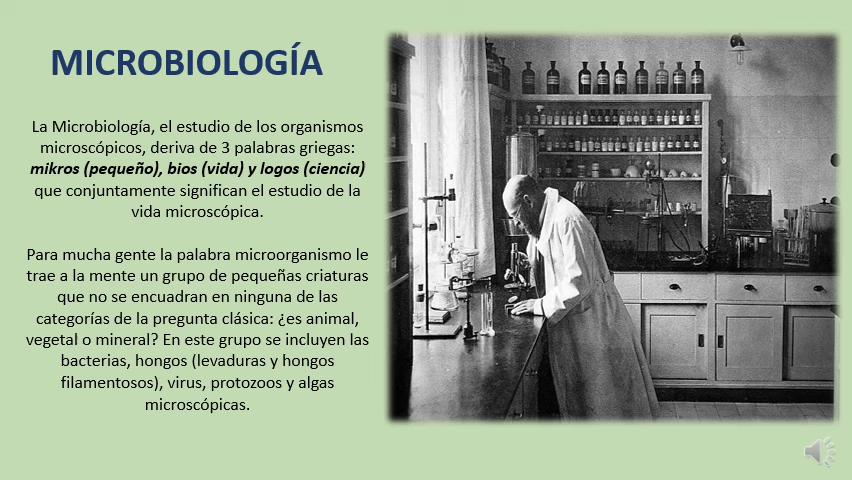 MICROBIOLOGÍA
La Microbiología, el estudio de los organismos
microscópicos, deriva de 3 palabras griegas:
mikros (pequeño), bios (vida) y logos (ciencia)
que conjuntamente significan el estudio de la
vida microscópica.
Para mucha gente la palabra microorganismo le
trae a la mente un grupo de pequeñas criaturas
que no se encuadran en ninguna de las
categorías de la pregunta clásica: ¿es animal,
vegetal o mineral? En este grupo se incluyen las
bacterias, hongos (levaduras y hongos
filamentosos), virus, protozoos y algas
microscópicas.